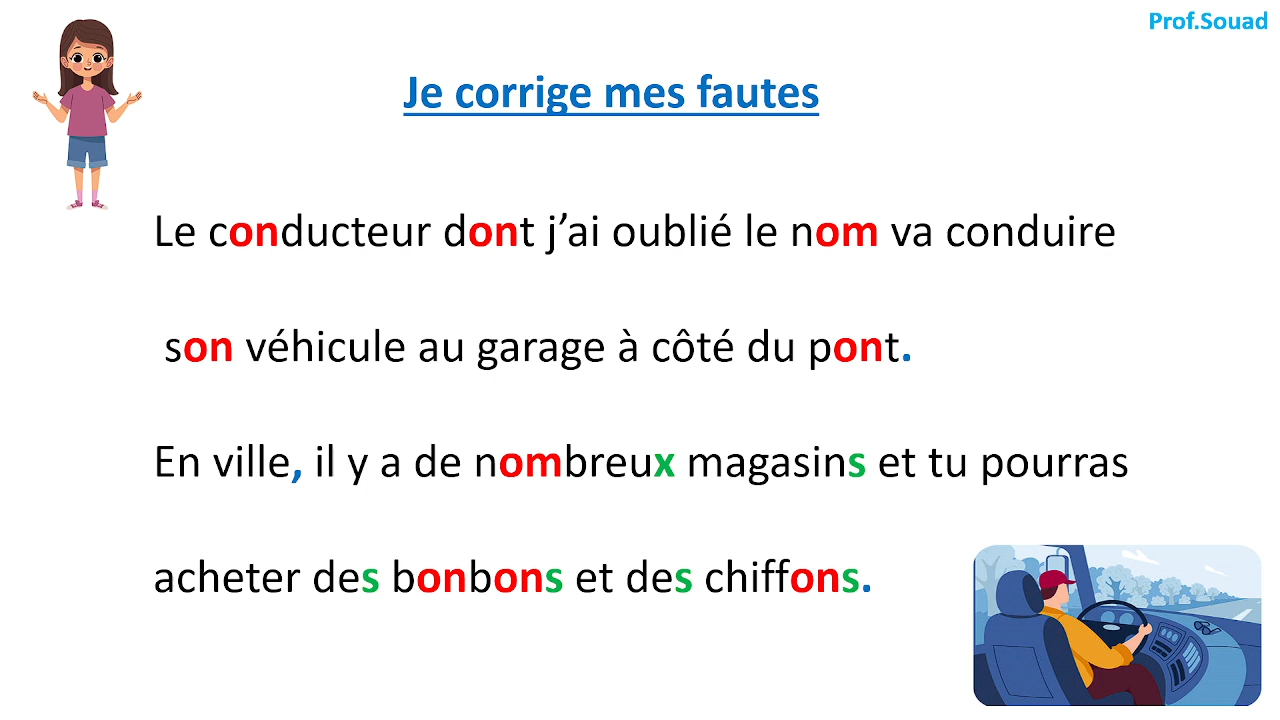 Prof.Souad
Je corrige mes fautes
Le conducteur dont j’ai oublié le nom va conduire
son véhicule au garage à côté du pont.
En ville, il y a de nombreux magasins et tu pourras
acheter des bonbons et des chiffons.